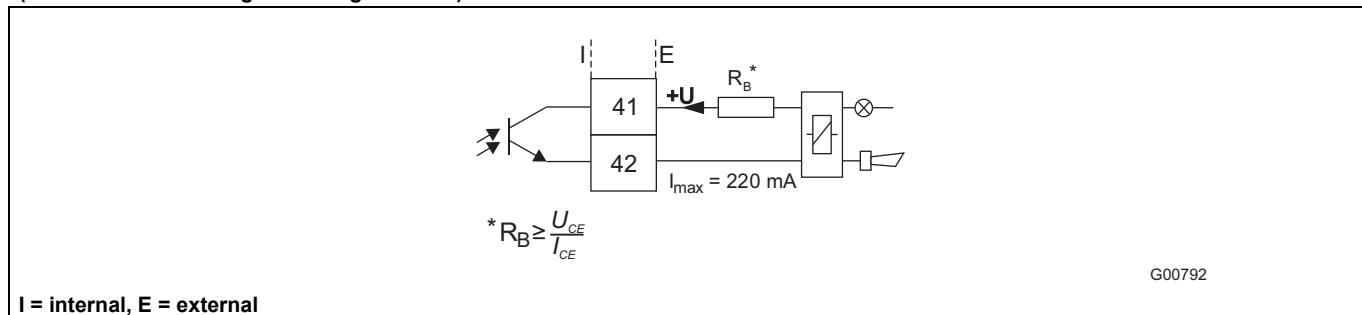 I E
R_B*
41 +U
42
I_max = 220 mA
* R_B ≥ U_CE / I_CE
G00792
I = internal, E = external